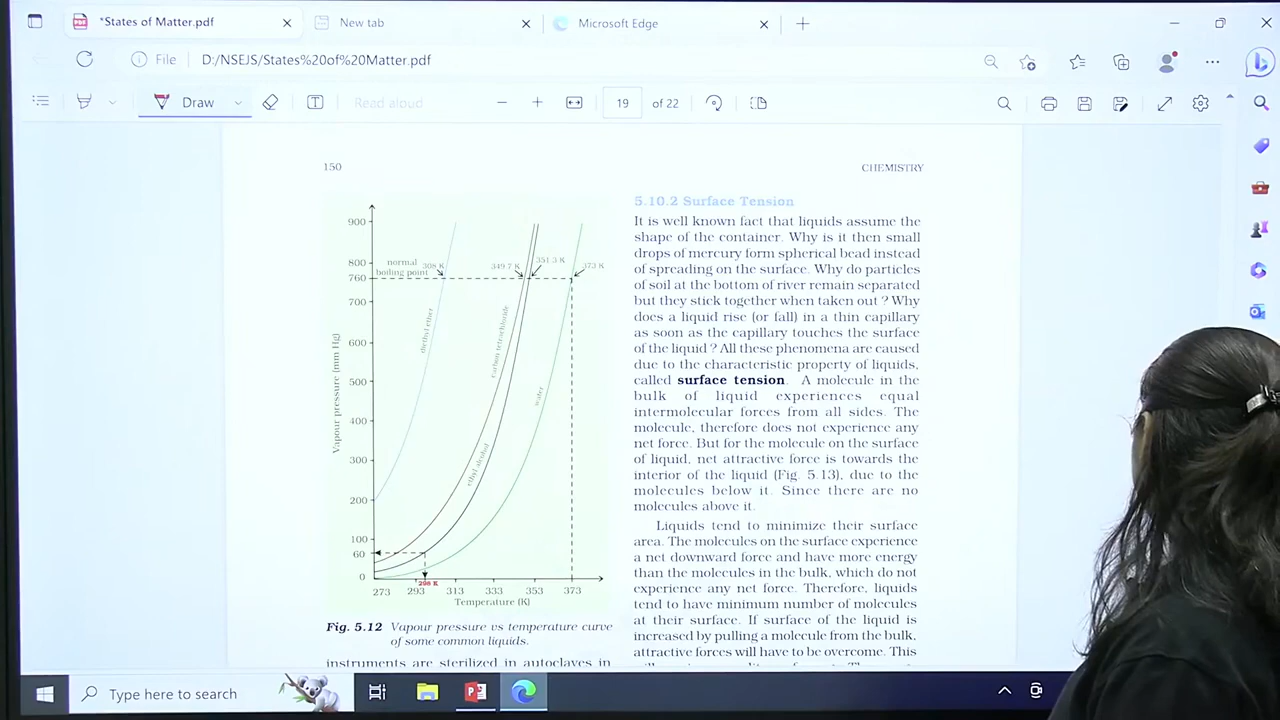 *States of Matter.pdf
New tab
Microsoft Edge
File
D:/NSEJS/States%20of%20Matter.pdf
Draw
Read aloud
19
of 22
150
CHEMISTRY
900
800
760
700
600
500
400
300
200
100
60
0
Vapour pressure (mm Hg)
normal
boiling point
308 K
349.7 K
351.3 K
373 K
diethyl ether
carbon tetrachloride
ethyl alcohol
water
298 K
273 293 313 333 353 373
Temperature (K)
Fig. 5.12 Vapour pressure vs temperature curve
of some common liquids.
instruments are sterilized in autoclaves in
5.10.2 Surface Tension
It is well known fact that liquids assume the
shape of the container. Why is it then small
drops of mercury form spherical bead instead
of spreading on the surface. Why do particles
of soil at the bottom of river remain separated
but they stick together when taken out ? Why
does a liquid rise (or fall) in a thin capillary
as soon as the capillary touches the surface
of the liquid ? All these phenomena are caused
due to the characteristic property of liquids,
called surface tension. A molecule in the
bulk of liquid experiences equal
intermolecular forces from all sides. The
molecule, therefore does not experience any
net force. But for the molecule on the surface
of liquid, net attractive force is towards the
interior of the liquid (Fig. 5.13), due to the
molecules below it. Since there are no
molecules above it.
Liquids tend to minimize their surface
area. The molecules on the surface experience
a net downward force and have more energy
than the molecules in the bulk, which do not
experience any net force. Therefore, liquids
tend to have minimum number of molecules
at their surface. If surface of the liquid is
increased by pulling a molecule from the bulk,
attractive forces will have to be overcome. This
Type here to search